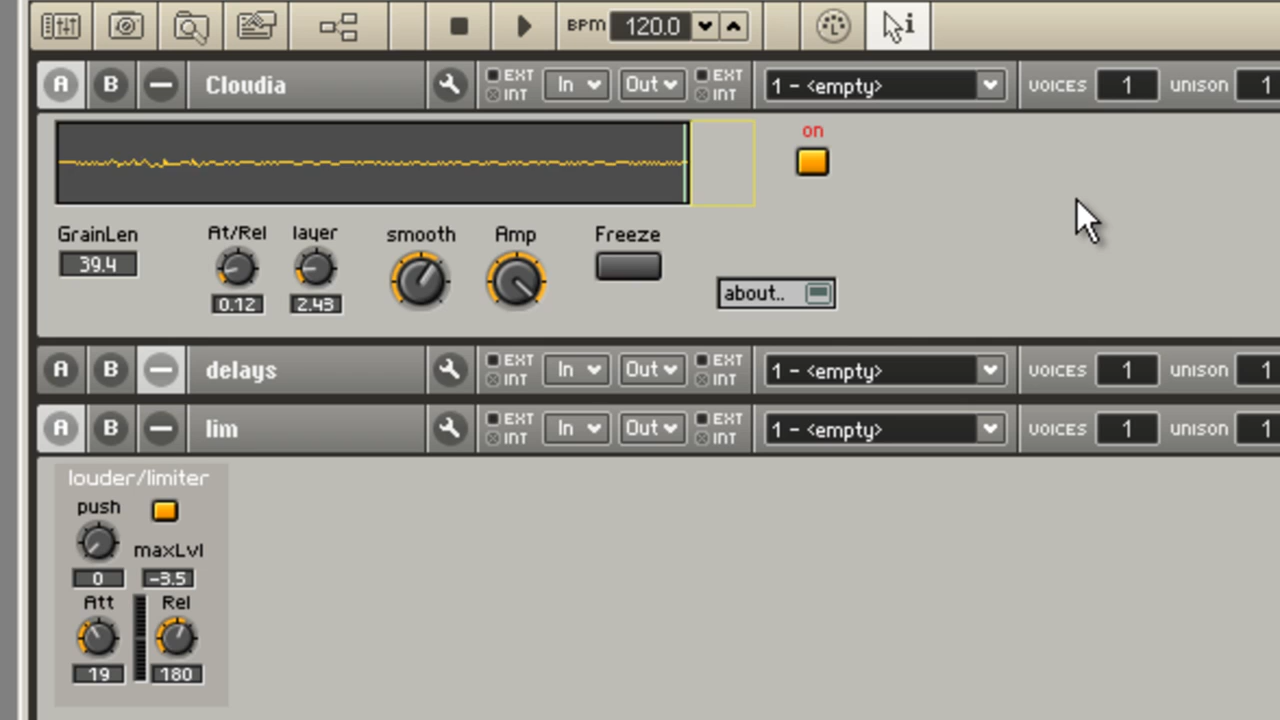 BPM 120.0 i
A B Cloudia EXT INT In Out EXT INT 1 - <empty> VOICES 1 UNISON 1
on
GrainLen At/Rel layer smooth Amp Freeze
39.4
0.12 2.43
about..
A B delays EXT INT In Out EXT INT 1 - <empty> VOICES 1 UNISON 1
A B lim EXT INT In Out EXT INT 1 - <empty> VOICES 1 UNISON 1
louder/limiter
push
maxLvl
0 -3.5
Att Rel
19 180